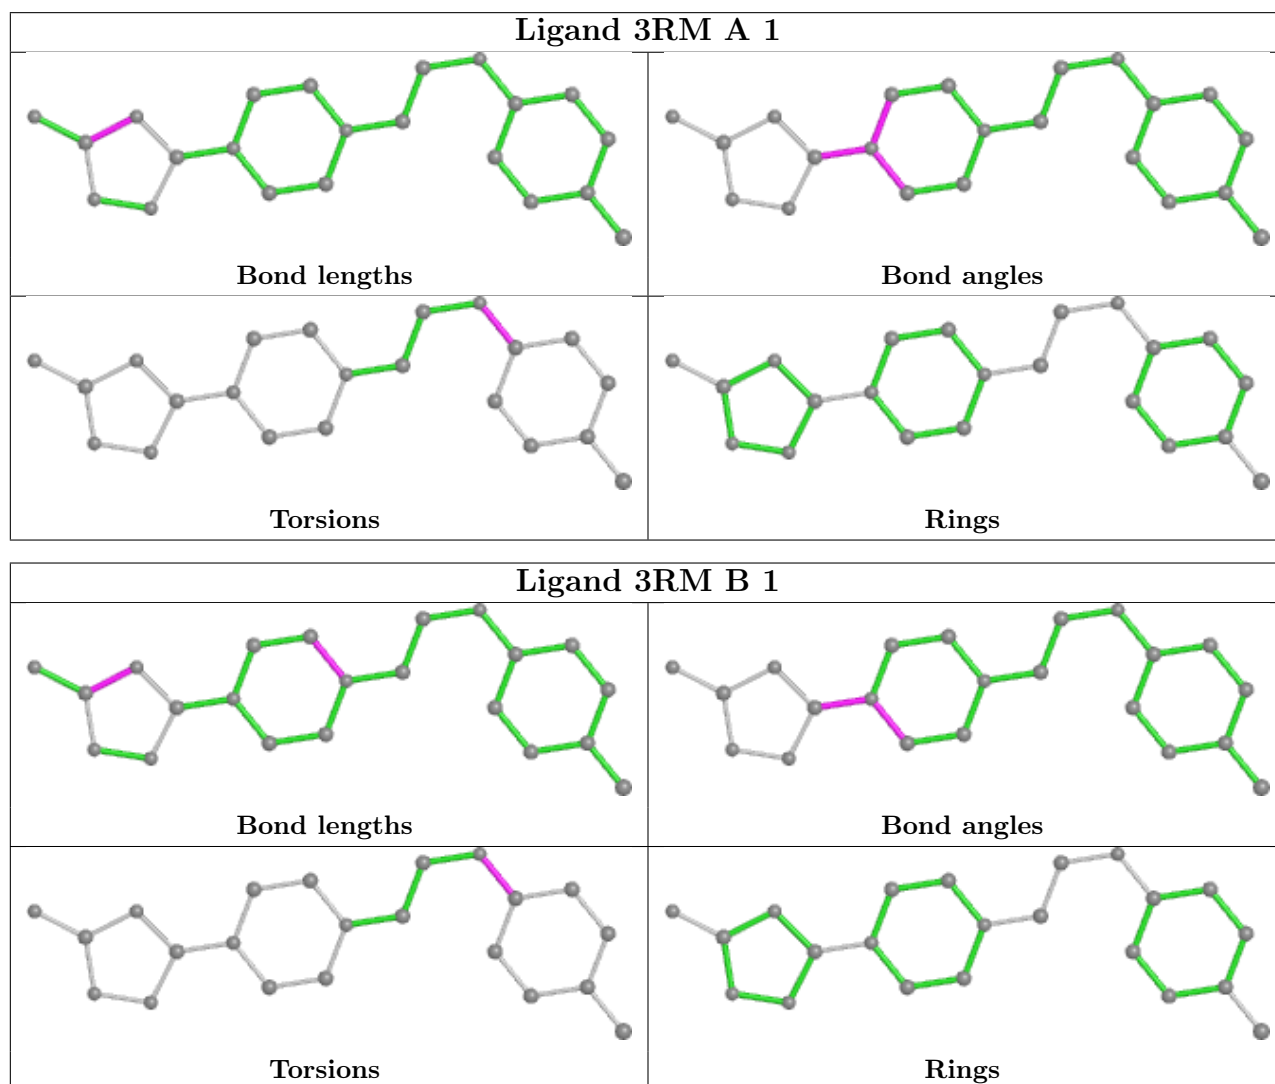 Ligand 3RM A 1
Bond lengths
Bond angles
Torsions
Rings
Ligand 3RM B 1
Bond lengths
Bond angles
Torsions
Rings